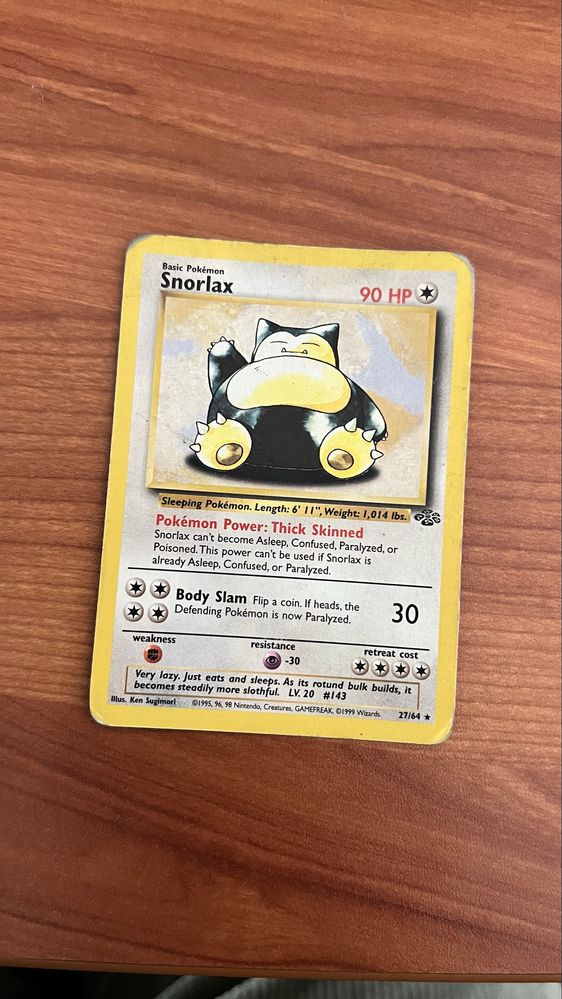 Basic Pokémon
Snorlax
90 HP
Sleeping Pokémon. Length: 6' 11", Weight: 1,014 lbs.
Pokémon Power: Thick Skinned
Snorlax can't become Asleep, Confused, Paralyzed, or
Poisoned. This power can't be used if Snorlax is
already Asleep, Confused, or Paralyzed.
Body Slam Flip a coin. If heads, the
Defending Pokémon is now Paralyzed.
30
weakness
resistance
-30
retreat cost
Very lazy. Just eats and sleeps. As its rotund bulk builds, it
becomes steadily more slothful. LV. 20 #143
Illus. Ken Sugimori
©1995, 96, 98 Nintendo, Creatures, GAMEFREAK. ©1999 Wizards.
27/64 ★